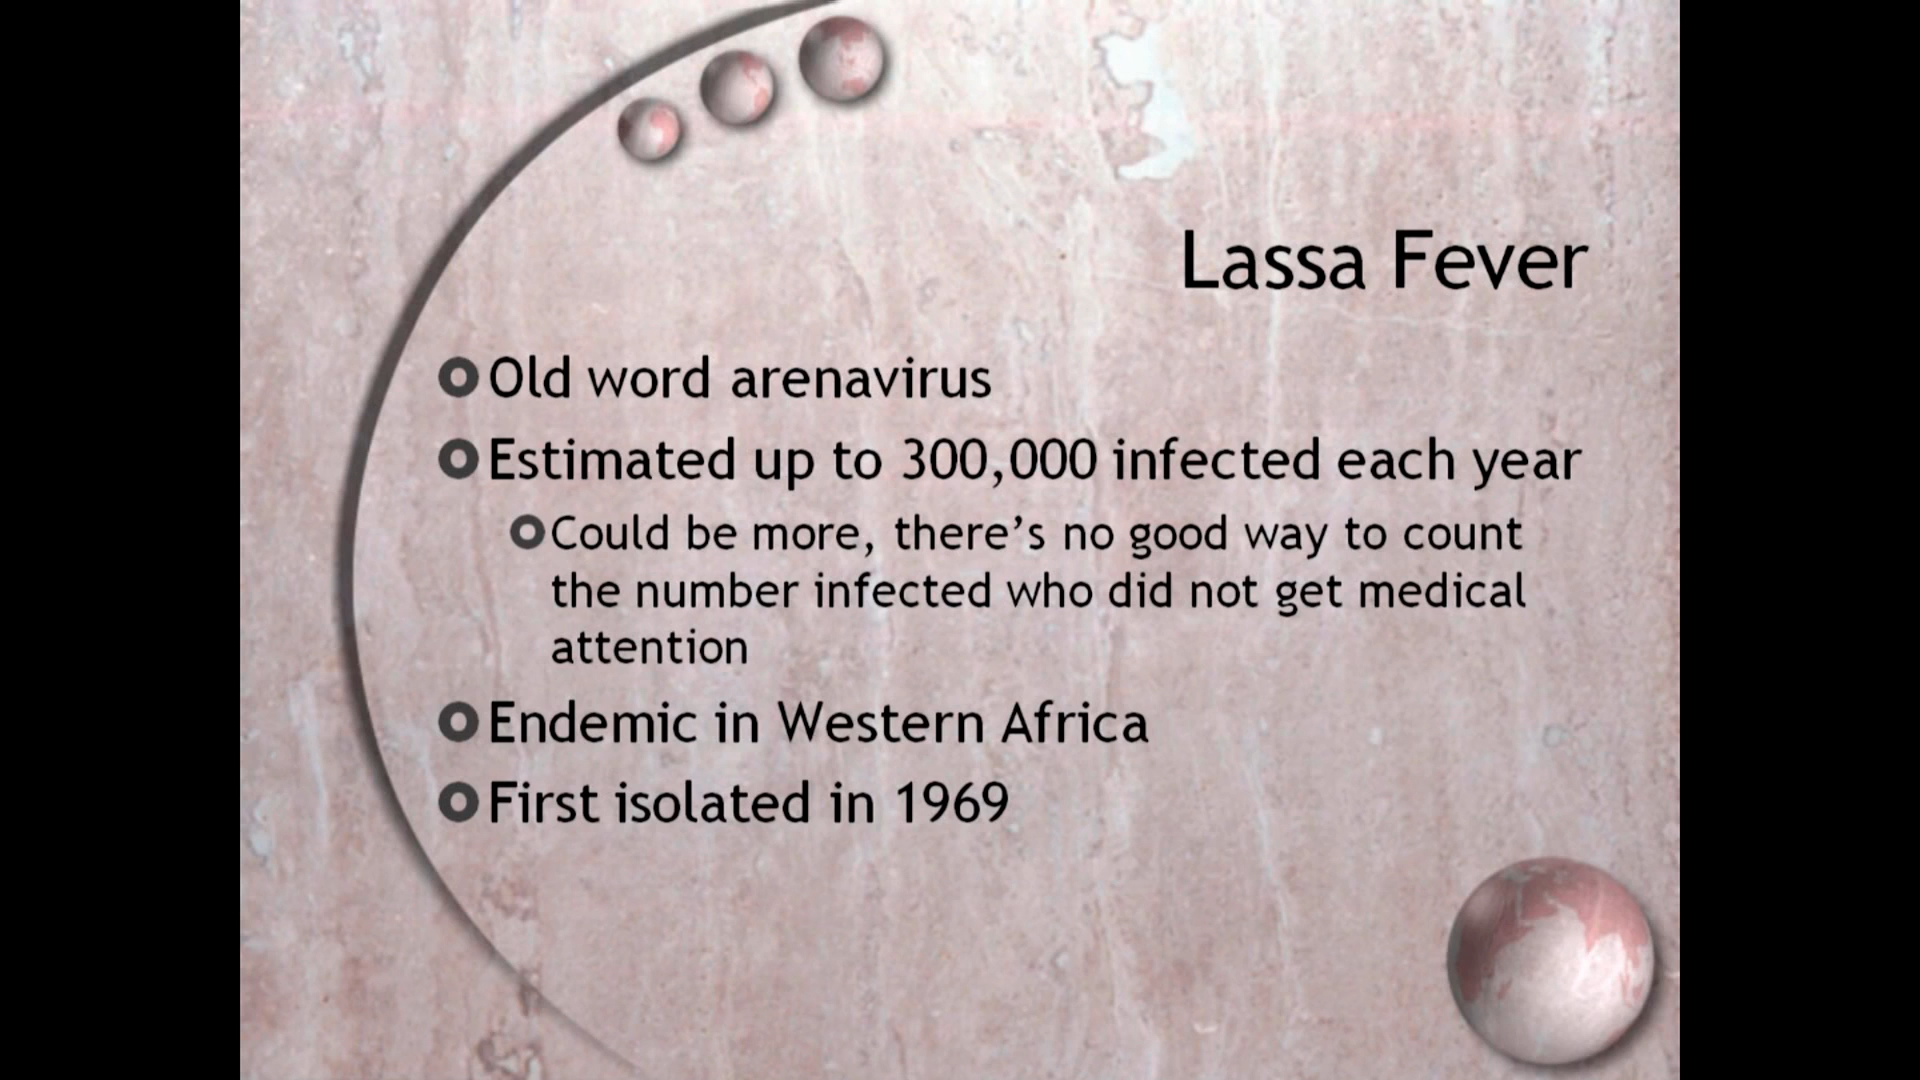 Lassa Fever
Old word arenavirus
Estimated up to 300,000 infected each year
Could be more, there’s no good way to count
the number infected who did not get medical
attention
Endemic in Western Africa
First isolated in 1969